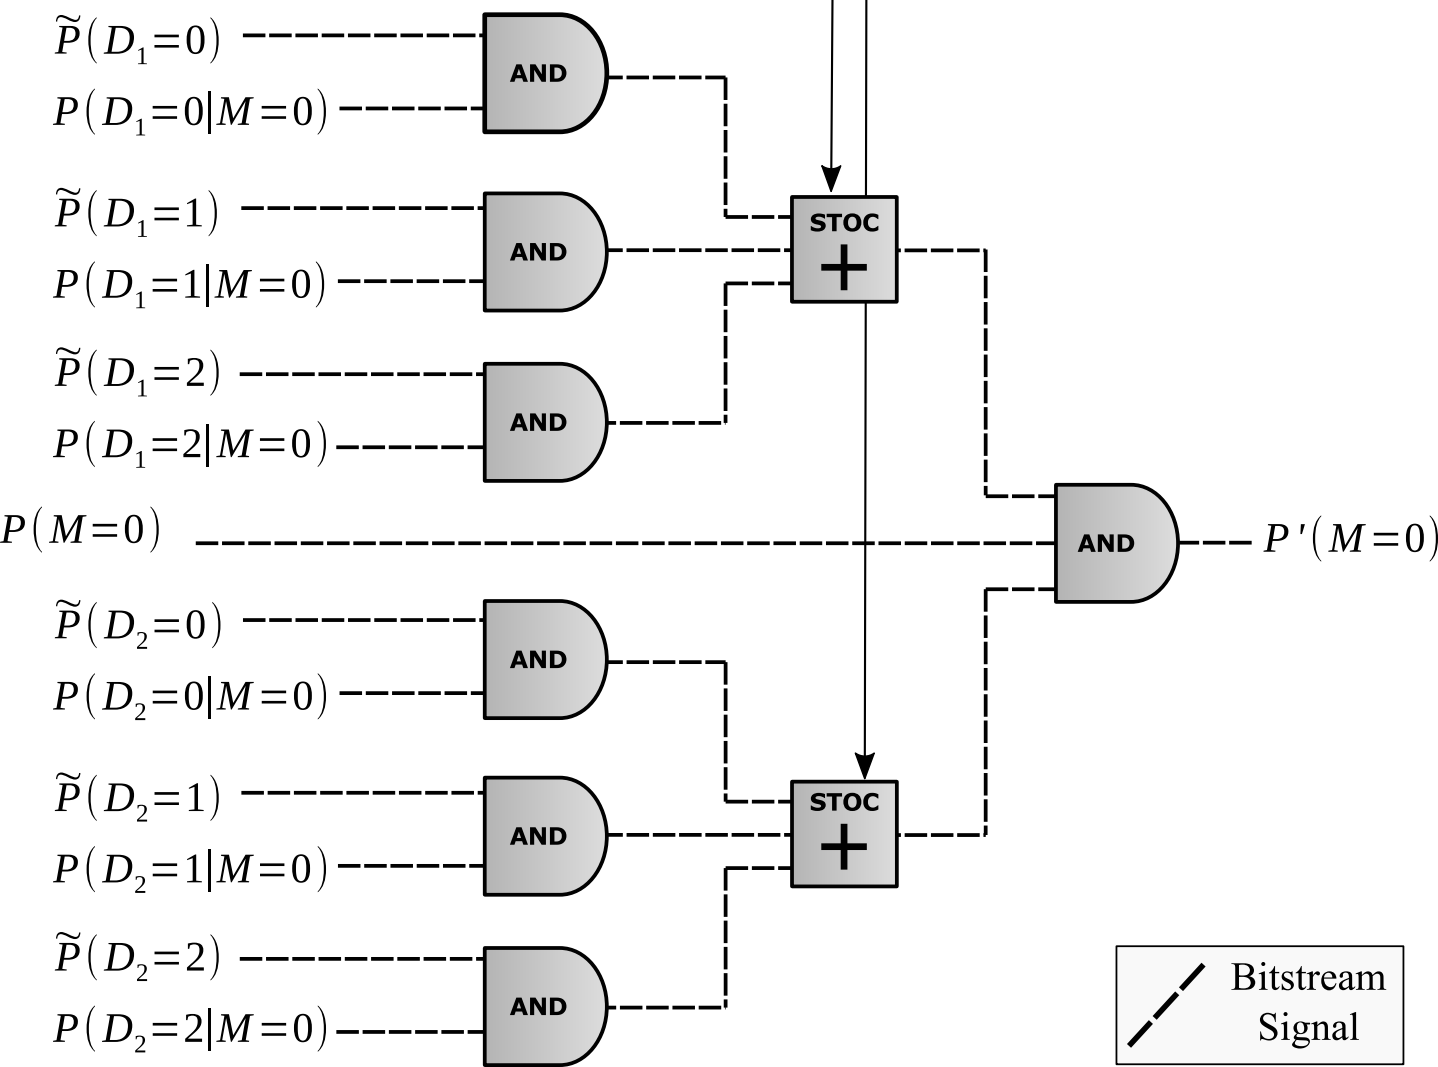 P̃(D₁=0)
AND
P(D₁=0|M=0)
P̃(D₁=1)
STOC
+
AND
P(D₁=1|M=0)
P̃(D₁=2)
AND
P(D₁=2|M=0)
P(M=0)
AND
P'(M=0)
P̃(D₂=0)
AND
P(D₂=0|M=0)
P̃(D₂=1)
STOC
+
AND
P(D₂=1|M=0)
P̃(D₂=2)
AND
P(D₂=2|M=0)
Bitstream
Signal